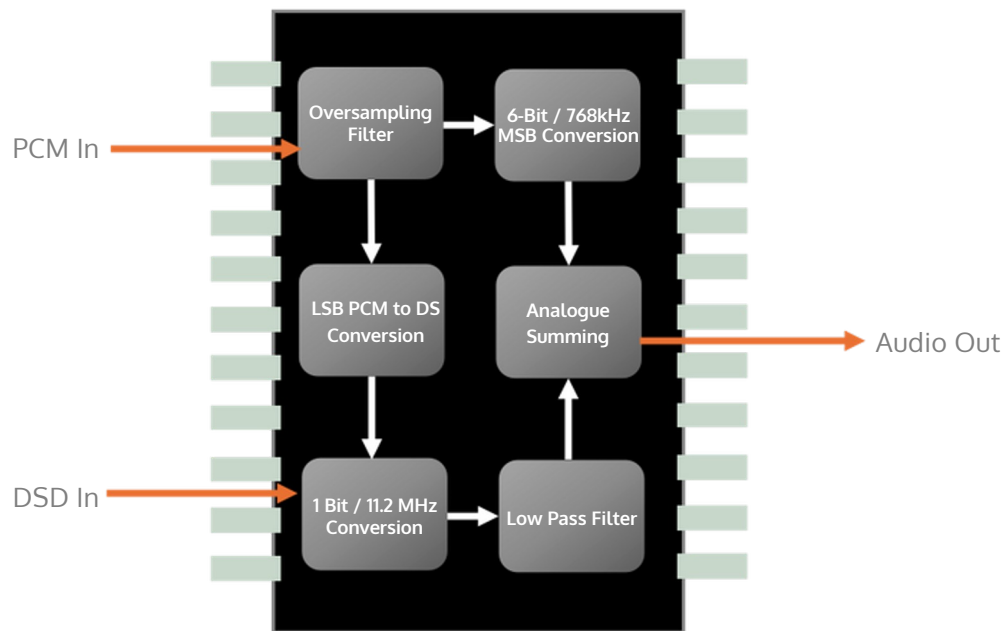 Oversampling
Filter
6-Bit / 768kHz
MSB Conversion
PCM In
LSB PCM to DS
Conversion
Analogue
Summing
Audio Out
DSD In
1 Bit / 11.2 MHz
Conversion
Low Pass Filter